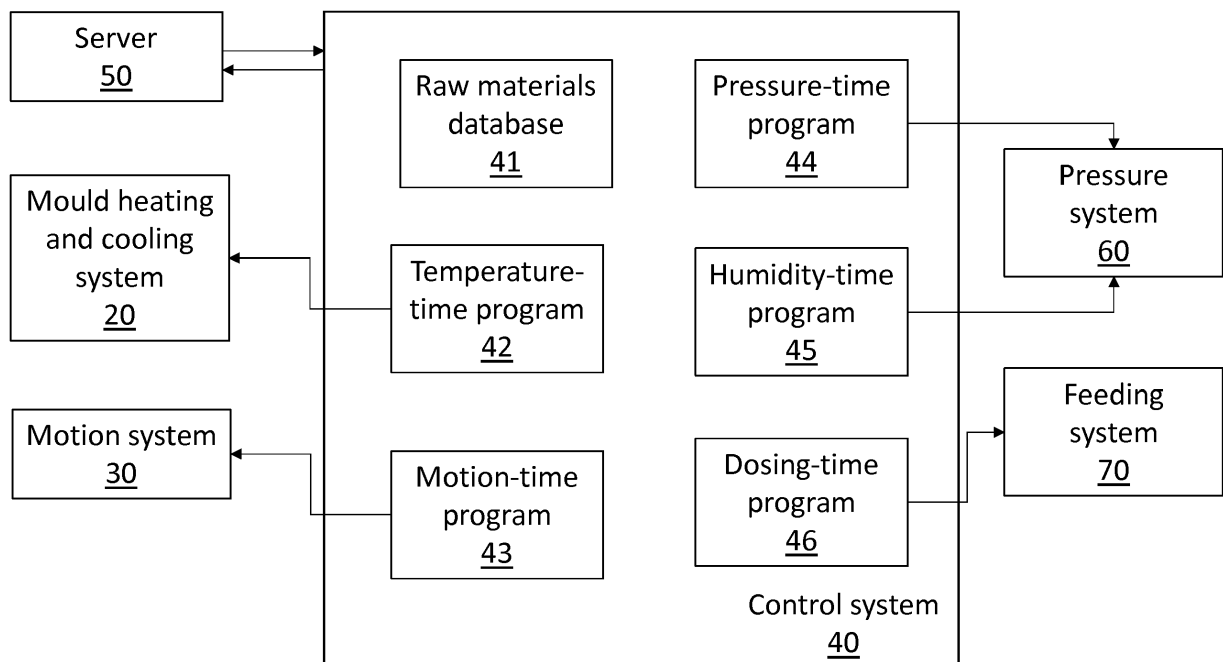 Server
50
Mould heating
and cooling
system
20
Motion system
30
Raw materials
database
41
Temperature-
time program
42
Motion-time
program
43
Pressure-time
program
44
Humidity-time
program
45
Dosing-time
program
46
Control system
40
Pressure
system
60
Feeding
system
70